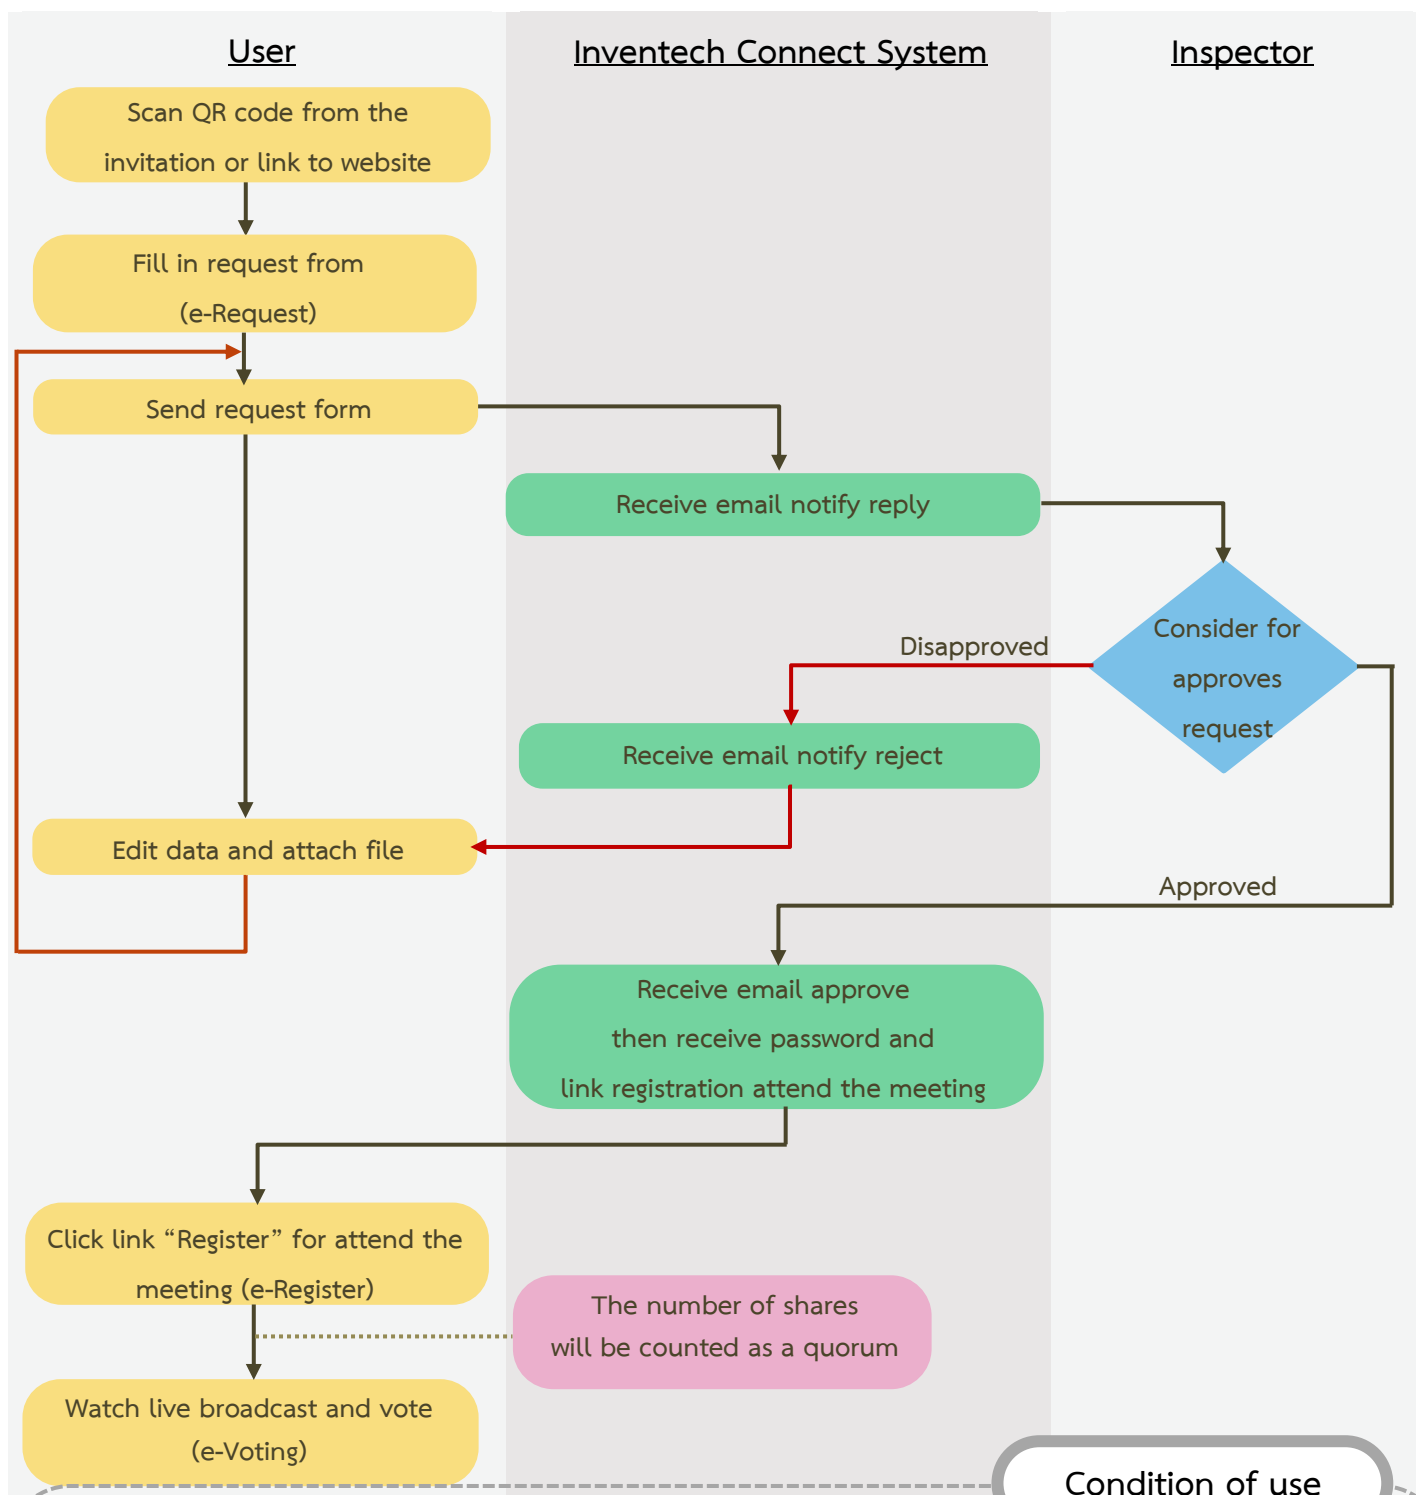 User
Inventech Connect System
Inspector
Scan QR code from the
invitation or link to website
Fill in request from
(e-Request)
Send request form
Receive email notify reply
Consider for
approves
request
Disapproved
Receive email notify reject
Edit data and attach file
Approved
Receive email approve
then receive password and
link registration attend the meeting
Click link “Register” for attend the
meeting (e-Register)
The number of shares
will be counted as a quorum
Watch live broadcast and vote
(e-Voting)
Condition of use